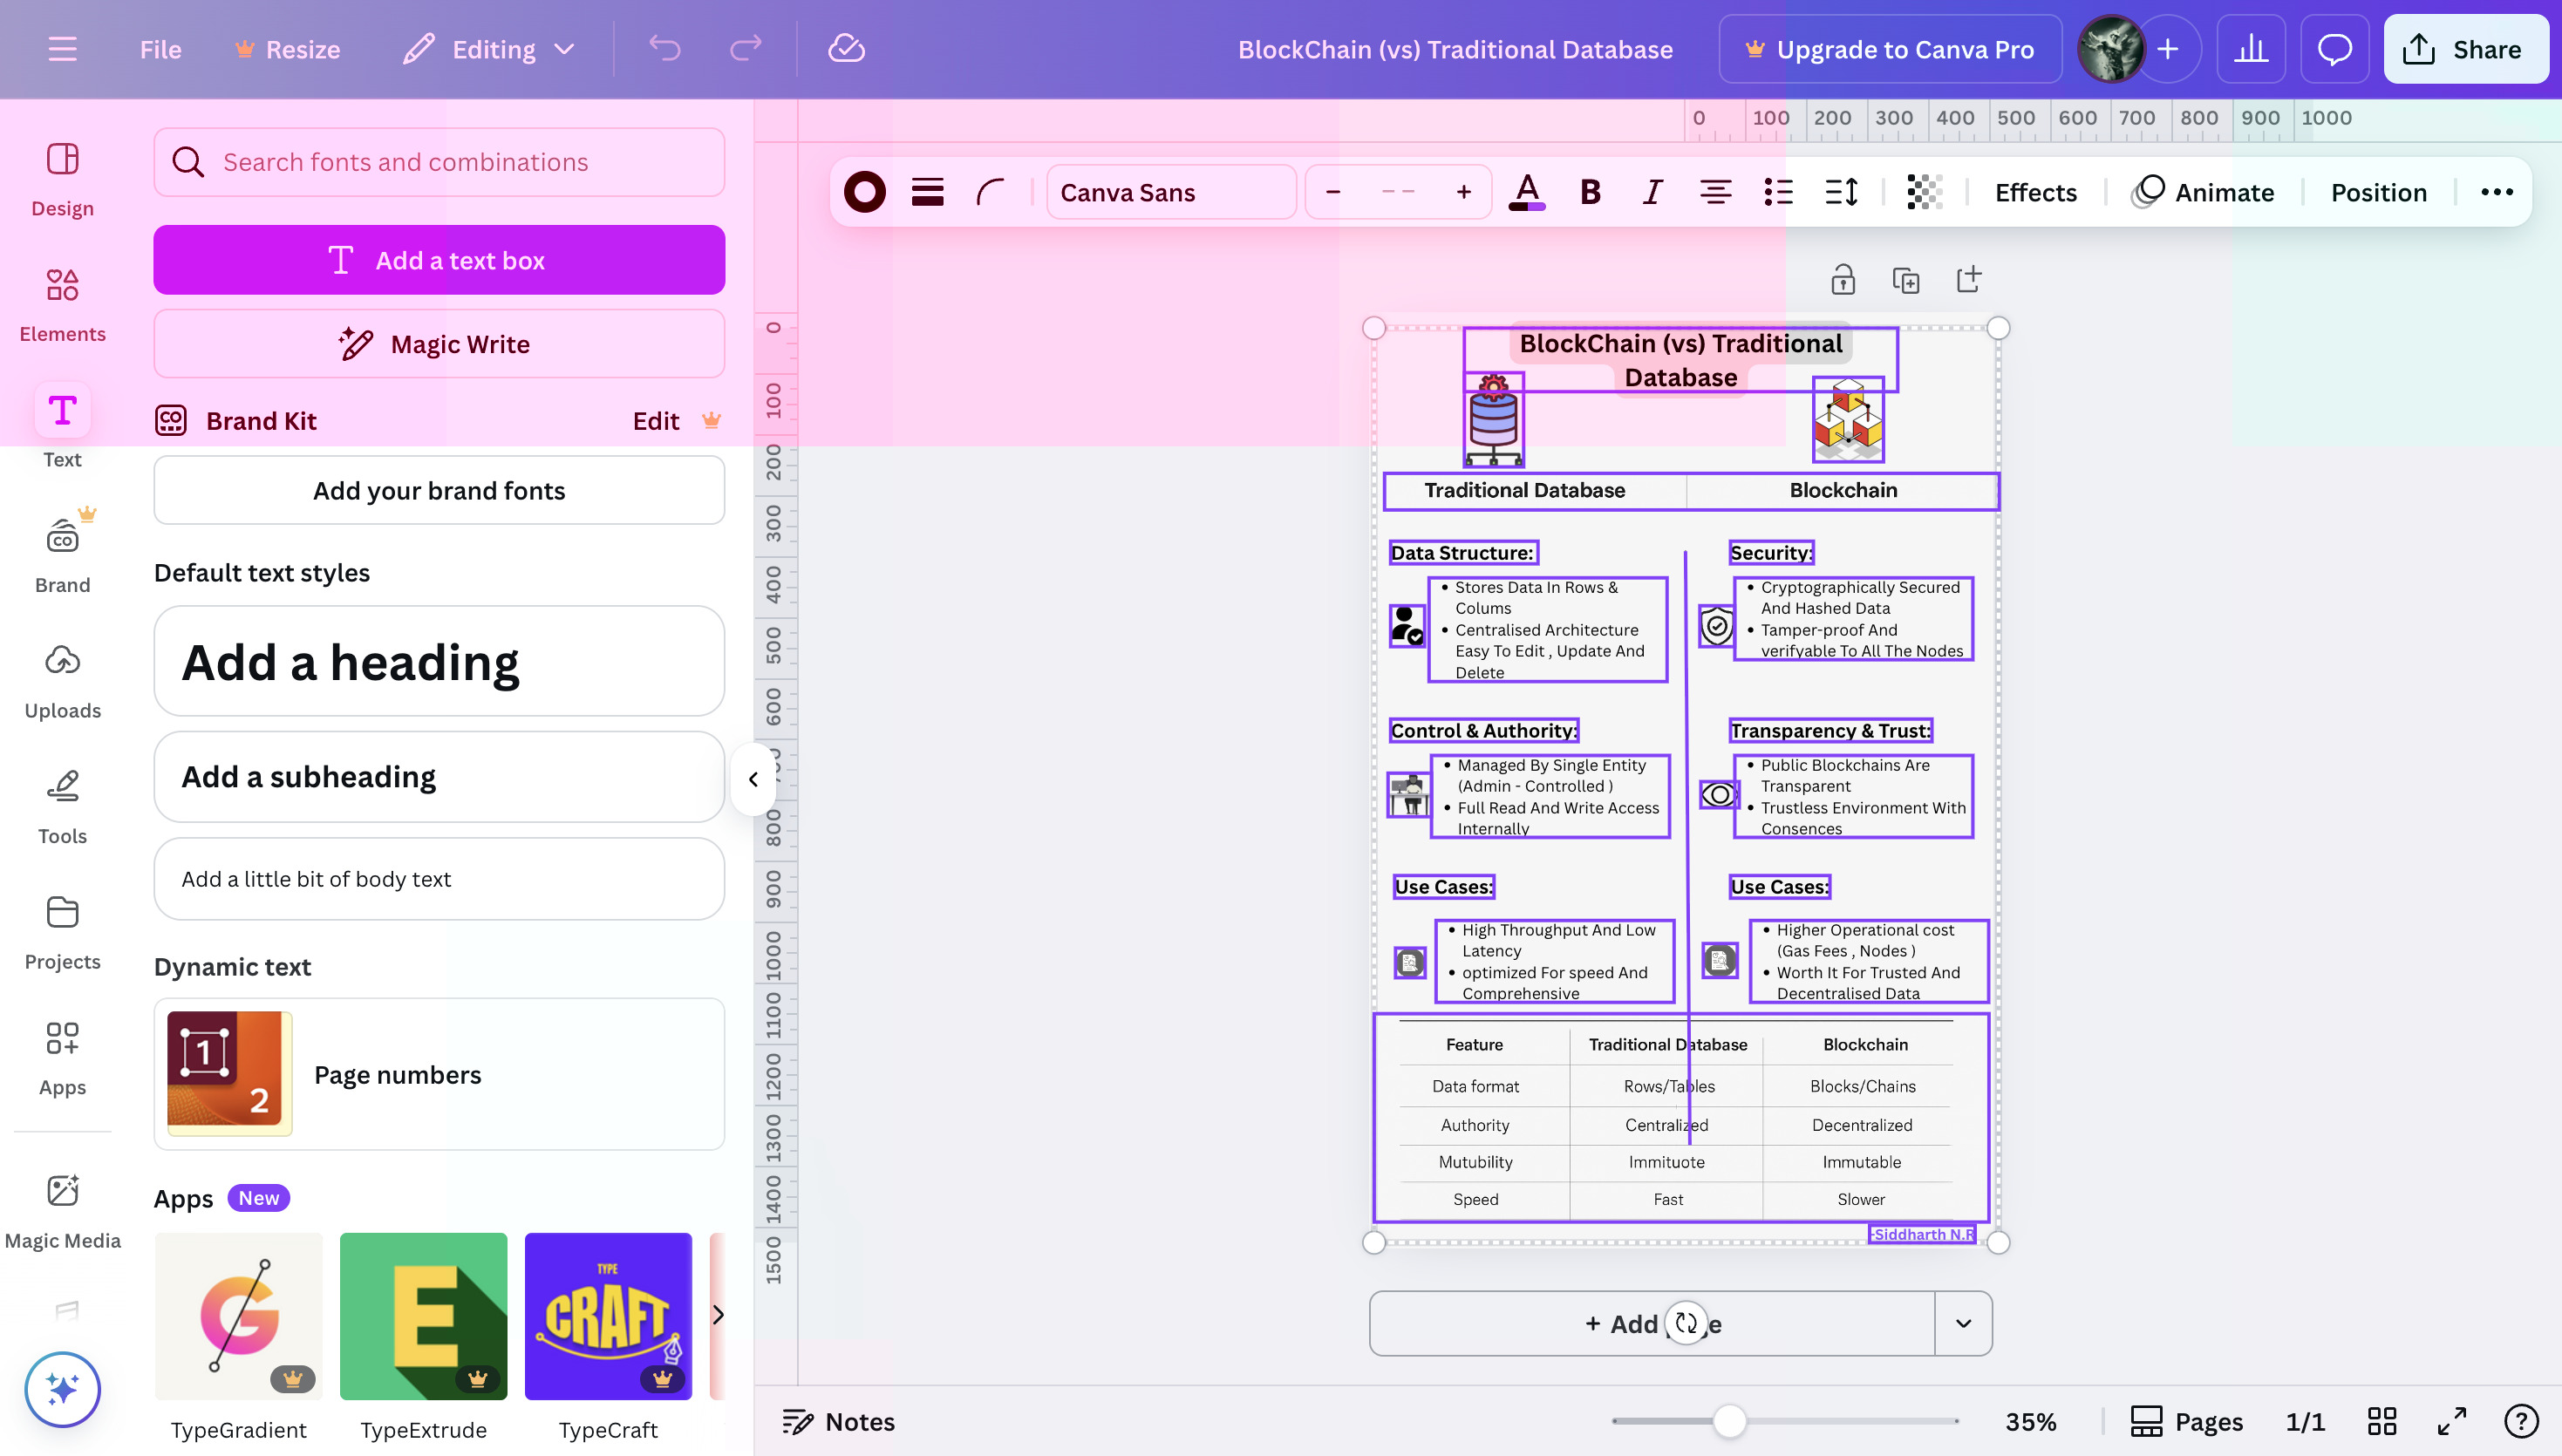 File
Resize
Editing
BlockChain (vs) Traditional Database
Upgrade to Canva Pro
Share
Design
Elements
Text
Brand
Uploads
Tools
Projects
Apps
Magic Media
Search fonts and combinations
Add a text box
Magic Write
Brand Kit
Edit
Add your brand fonts
Default text styles
Add a heading
Add a subheading
Add a little bit of body text
Dynamic text
1
2
Page numbers
Apps
New
G
E
TYPE
CRAFT
TypeGradient
TypeExtrude
TypeCraft
0 100 200 300 400 500 600 700 800 900 1000
Canva Sans
– -- +
A B I
Effects
Animate
Position
0
100
200
300
400
500
600
800
900
1000
1100
1200
1300
1400
1500
BlockChain (vs) Traditional
Database
Traditional Database
Blockchain
Data Structure:
• Stores Data In Rows &
Colums
• Centralised Architecture
Easy To Edit , Update And
Delete
Security:
• Cryptographically Secured
And Hashed Data
• Tamper-proof And
verifyable To All The Nodes
Control & Authority:
• Managed By Single Entity
(Admin - Controlled )
• Full Read And Write Access
Internally
Transparency & Trust:
• Public Blockchains Are
Transparent
• Trustless Environment With
Consences
Use Cases:
• High Throughput And Low
Latency
• optimized For speed And
Comprehensive
Use Cases:
• Higher Operational cost
(Gas Fees , Nodes )
• Worth It For Trusted And
Decentralised Data
Feature Traditional Database Blockchain
Data format Rows/Tables Blocks/Chains
Authority Centralized Decentralized
Mutubility Immituote Immutable
Speed Fast Slower
-Siddharth N.R
+ Add
Notes
35%
Pages
1/1